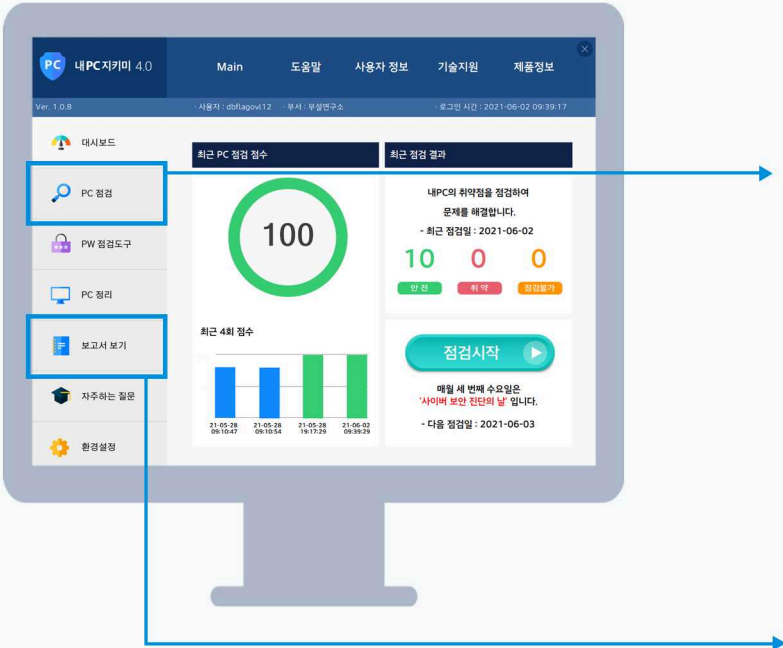 PC 내PC지키미 4.0
Main 도움말 사용자 정보 기술지원 제품정보
Ver. 1.0.8 · 사용자 : dbflagovl12 · 부서 : 부설연구소 · 로그인 시간 : 2021-06-02 09:39:17
대시보드
PC 점검
PW 점검도구
PC 정리
보고서 보기
자주하는 질문
환경설정
최근 PC 점검 점수
100
최근 4회 점수
21-05-28 21-05-28 21-05-28 21-06-02
09:10:47 09:10:54 19:17:29 09:39:29
최근 점검 결과
내PC의 취약점을 점검하여
문제를 해결합니다.
- 최근 점검일 : 2021-06-02
10 0 0
안 전 취 약 점검불가
점검시작
매월 세 번째 수요일은
'사이버 보안 진단의 날' 입니다.
- 다음 점검일 : 2021-06-03